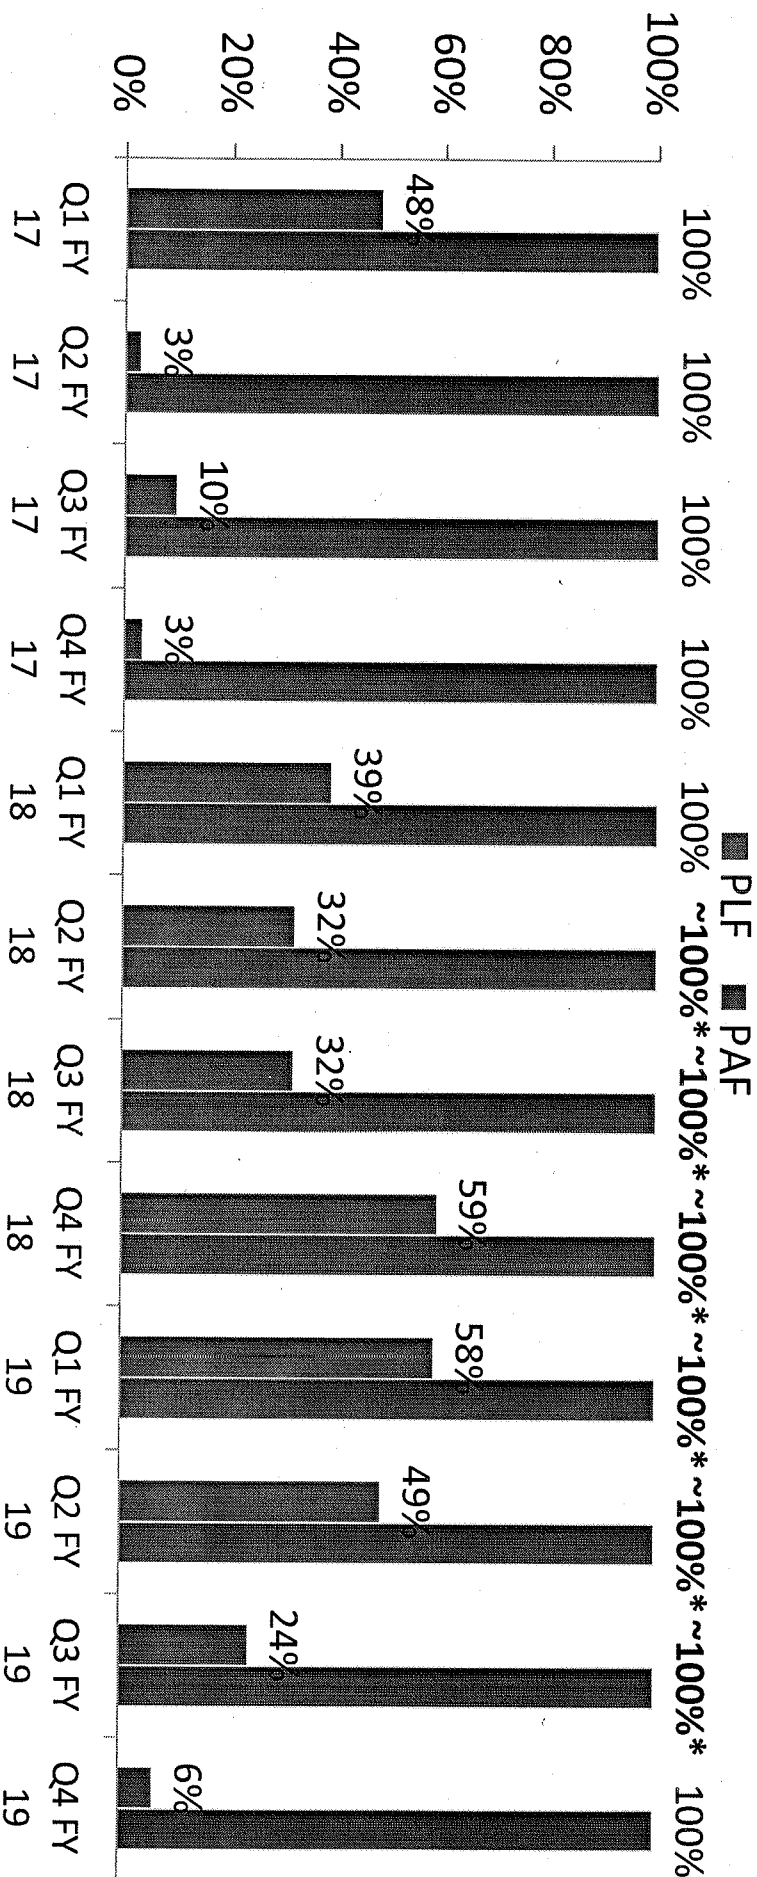 PLF PAF
100% 100% 100% 100% 100% ~100%* ~100%* ~100%* ~100%* ~100%* ~100%* 100%
100%
80%
60%
40%
20%
0%
48% 3% 10% 3% 39% 32% 32% 59% 58% 49% 24% 6%
Q1 FY Q2 FY Q3 FY Q4 FY Q1 FY Q2 FY Q3 FY Q4 FY Q1 FY Q2 FY Q3 FY Q4 FY
17 17 17 17 18 18 18 18 19 19 19 19